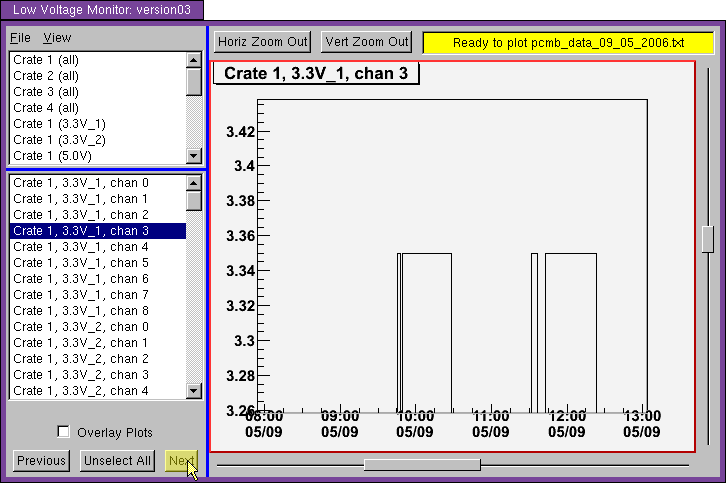 Low Voltage Monitor: version03
File View
Horiz Zoom Out Vert Zoom Out Ready to plot pcmb_data_09_05_2006.txt
Crate 1 (all)
Crate 2 (all)
Crate 3 (all)
Crate 4 (all)
Crate 1 (3.3V_1)
Crate 1 (3.3V_2)
Crate 1 (5.0V)
Crate 1, 3.3V_1, chan 0
Crate 1, 3.3V_1, chan 1
Crate 1, 3.3V_1, chan 2
Crate 1, 3.3V_1, chan 3
Crate 1, 3.3V_1, chan 4
Crate 1, 3.3V_1, chan 5
Crate 1, 3.3V_1, chan 6
Crate 1, 3.3V_1, chan 7
Crate 1, 3.3V_1, chan 8
Crate 1, 3.3V_2, chan 0
Crate 1, 3.3V_2, chan 1
Crate 1, 3.3V_2, chan 2
Crate 1, 3.3V_2, chan 3
Crate 1, 3.3V_2, chan 4
Overlay Plots
Previous Unselect All Next
Crate 1, 3.3V_1, chan 3
3.42
3.4
3.38
3.36
3.34
3.32
3.3
3.28
3.26
08:00 09:00 10:00 11:00 12:00 13:00
05/09 05/09 05/09 05/09 05/09 05/09